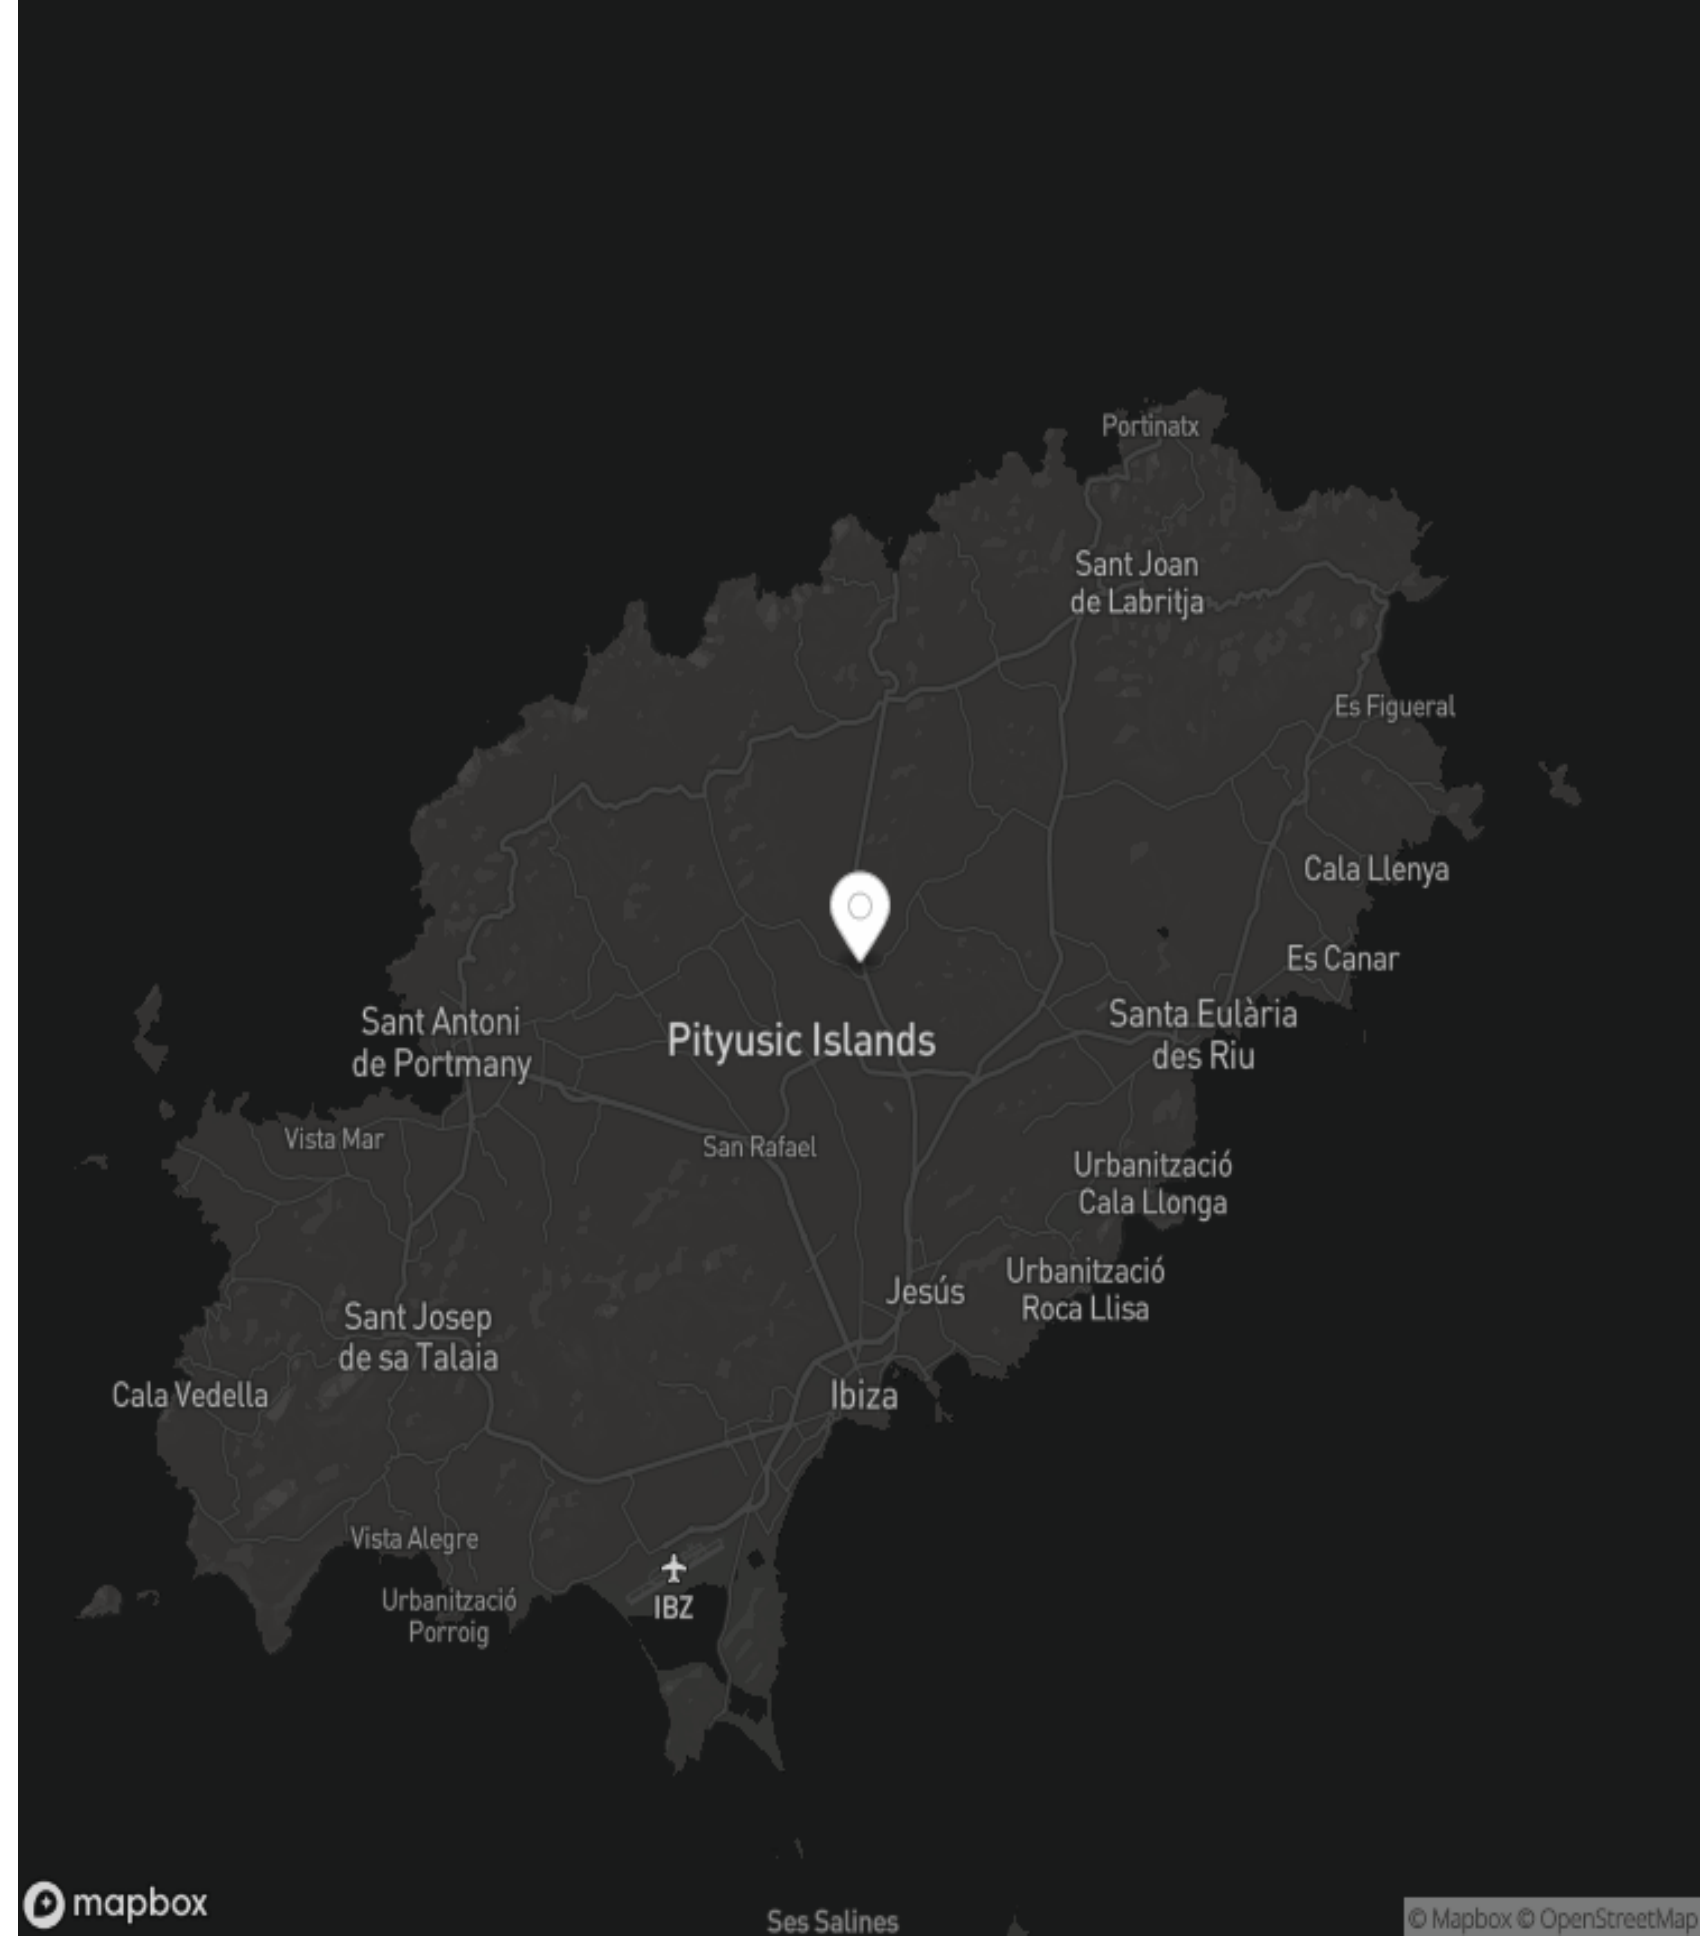 Portinatx
Sant Joan
de Labritja
Es Figueral
Cala Llenya
Es Canar
Sant Antoni
de Portmany
Pityusic Islands
Santa Eulària
des Riu
Vista Mar
San Rafael
Urbanització
Cala Llonga
Jesús
Urbanització
Roca Llisa
Sant Josep
de sa Talaia
Cala Vedella
Ibiza
Vista Alegre
Urbanització
Porroig
IBZ
mapbox
Ses Salines
© Mapbox © OpenStreetMap